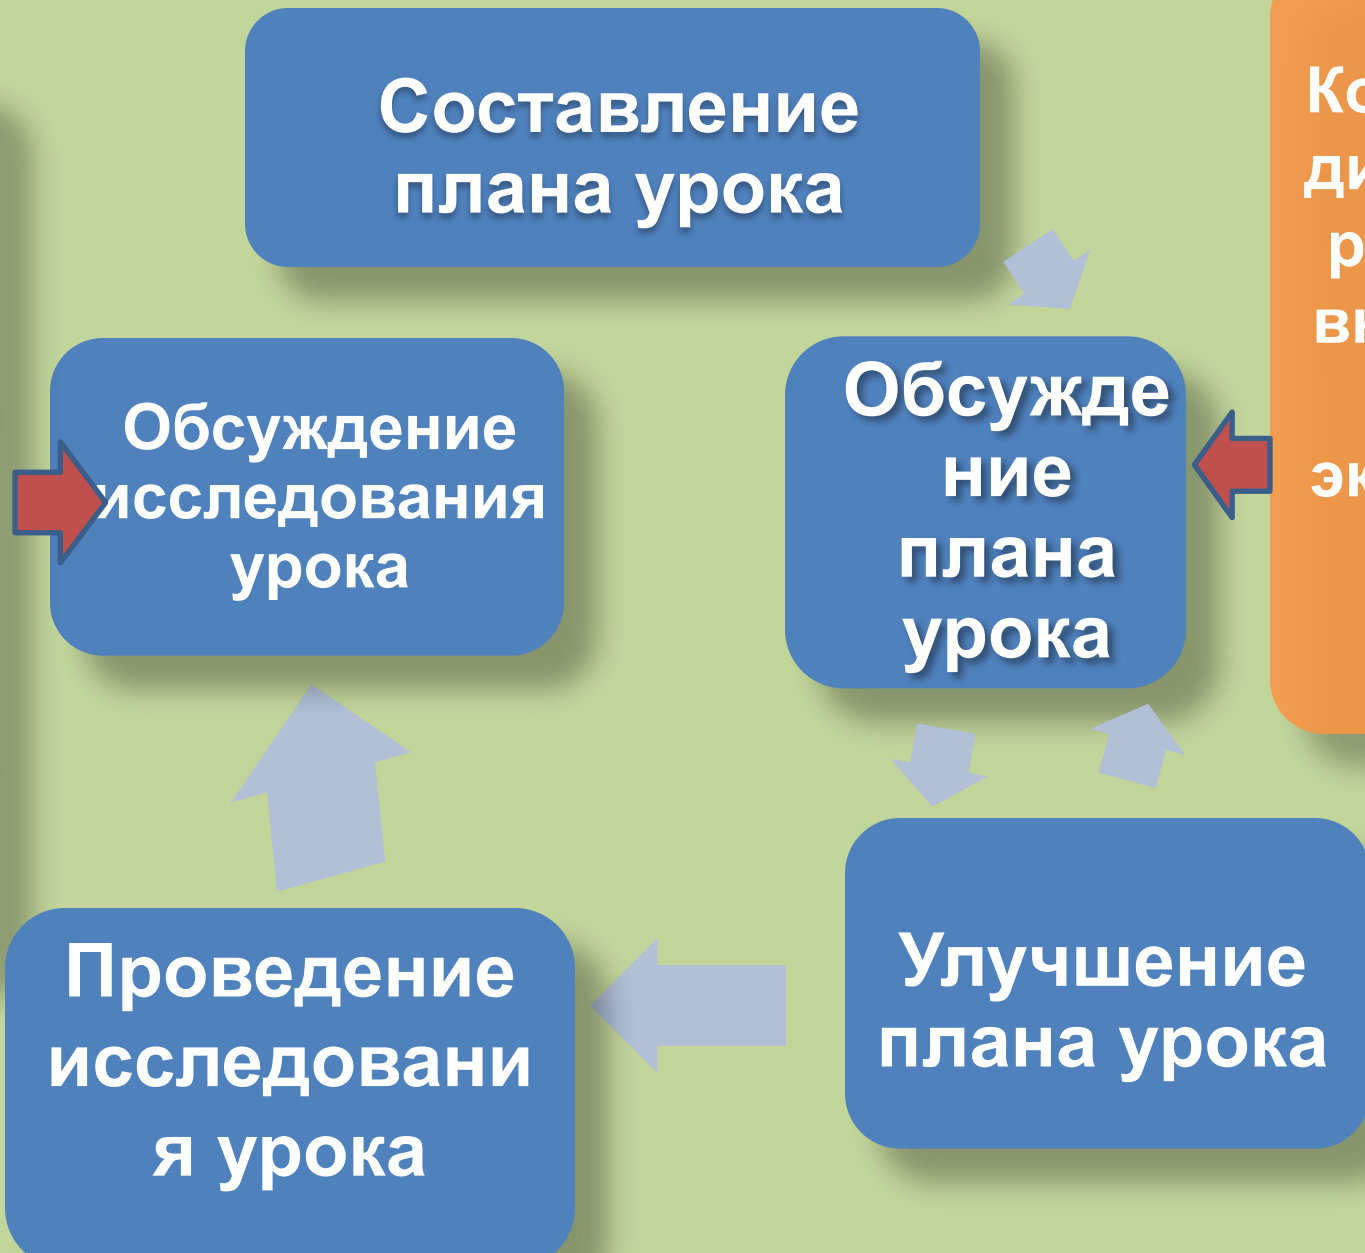 Составление
плана урока
Обсуждение
исследования
урока
Обсужде
ние
плана
урока
Улучшение
плана урока
Проведение
исследовани
я урока